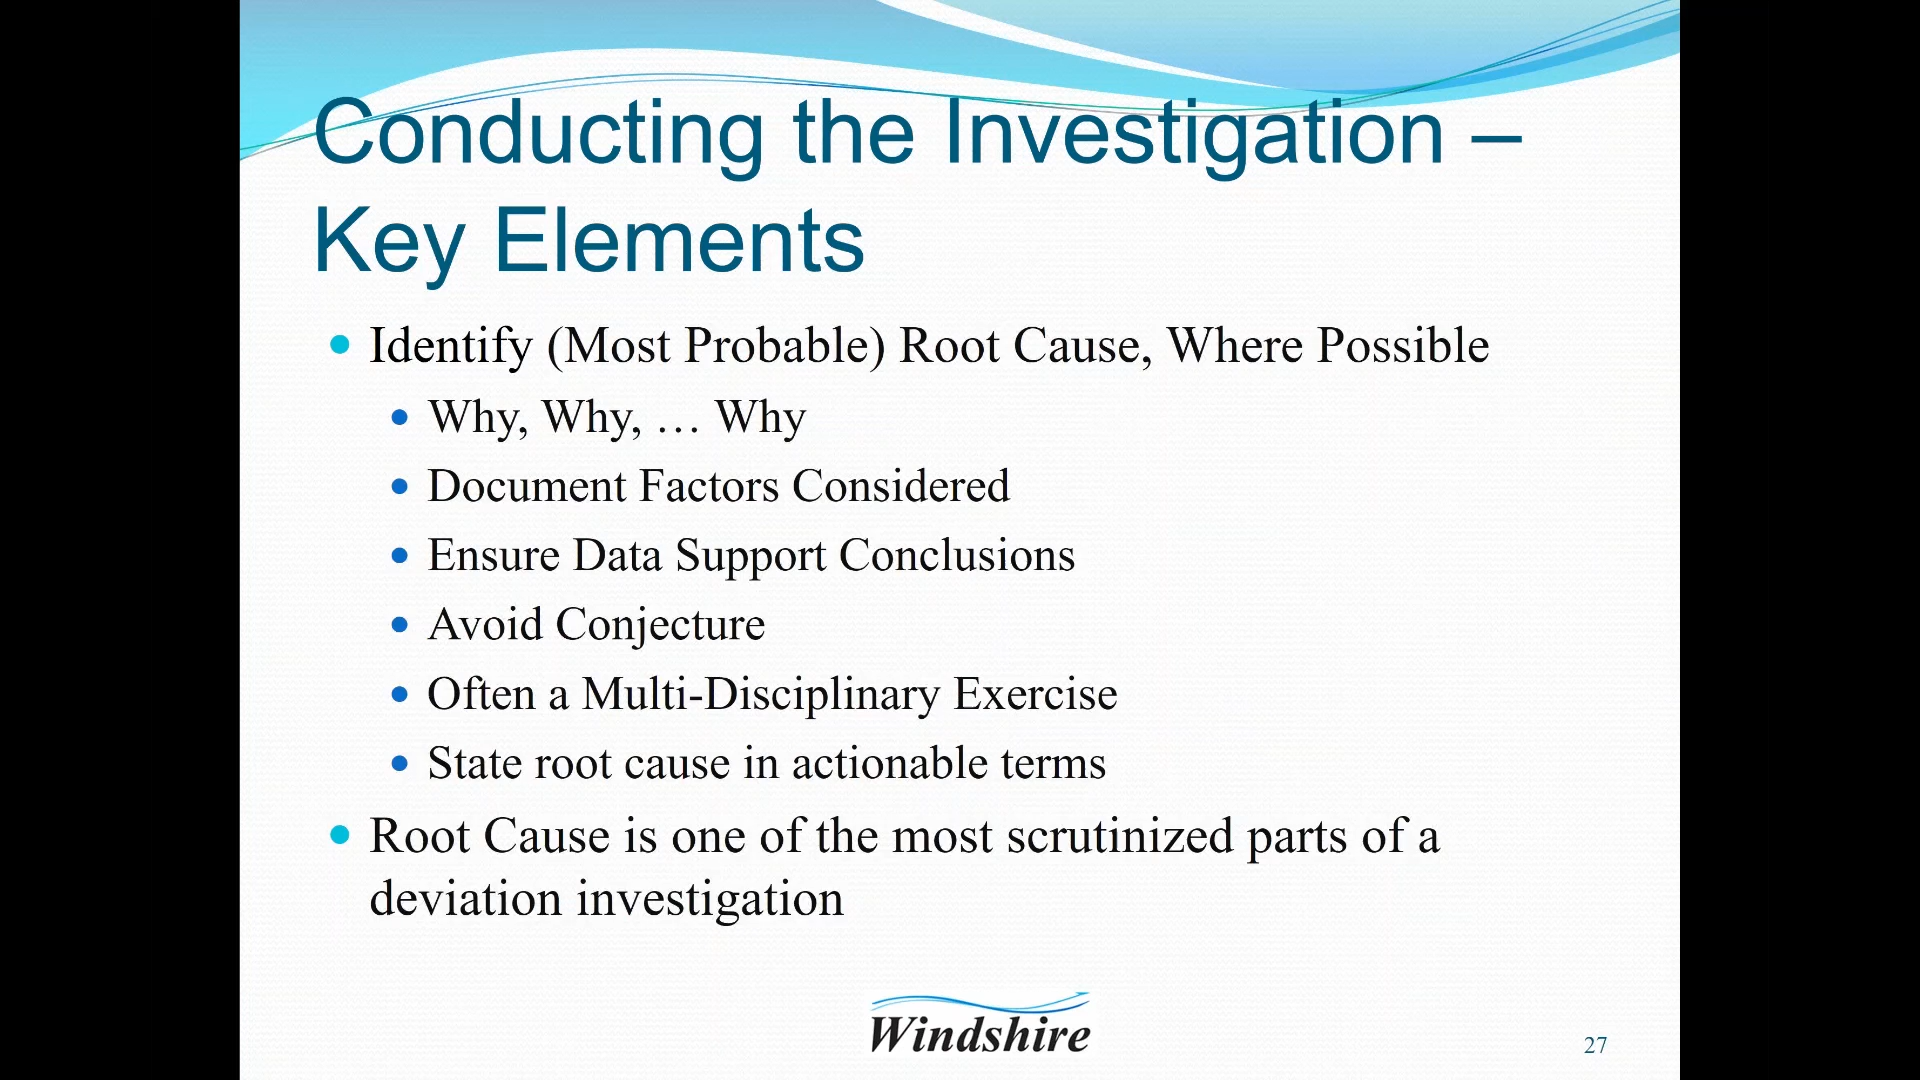 Conducting the Investigation –
Key Elements
Identify (Most Probable) Root Cause, Where Possible
Why, Why, … Why
Document Factors Considered
Ensure Data Support Conclusions
Avoid Conjecture
Often a Multi-Disciplinary Exercise
State root cause in actionable terms
Root Cause is one of the most scrutinized parts of a
deviation investigation
Windshire
27